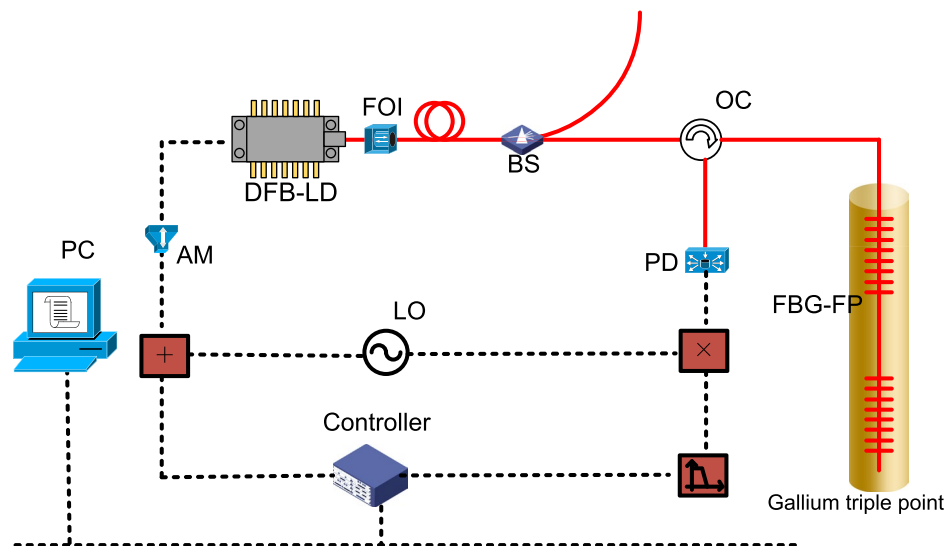 FOI
OC
BS
DFB-LD
PC
AM
PD
LO
FBG-FP
+
×
Controller
Gallium triple point